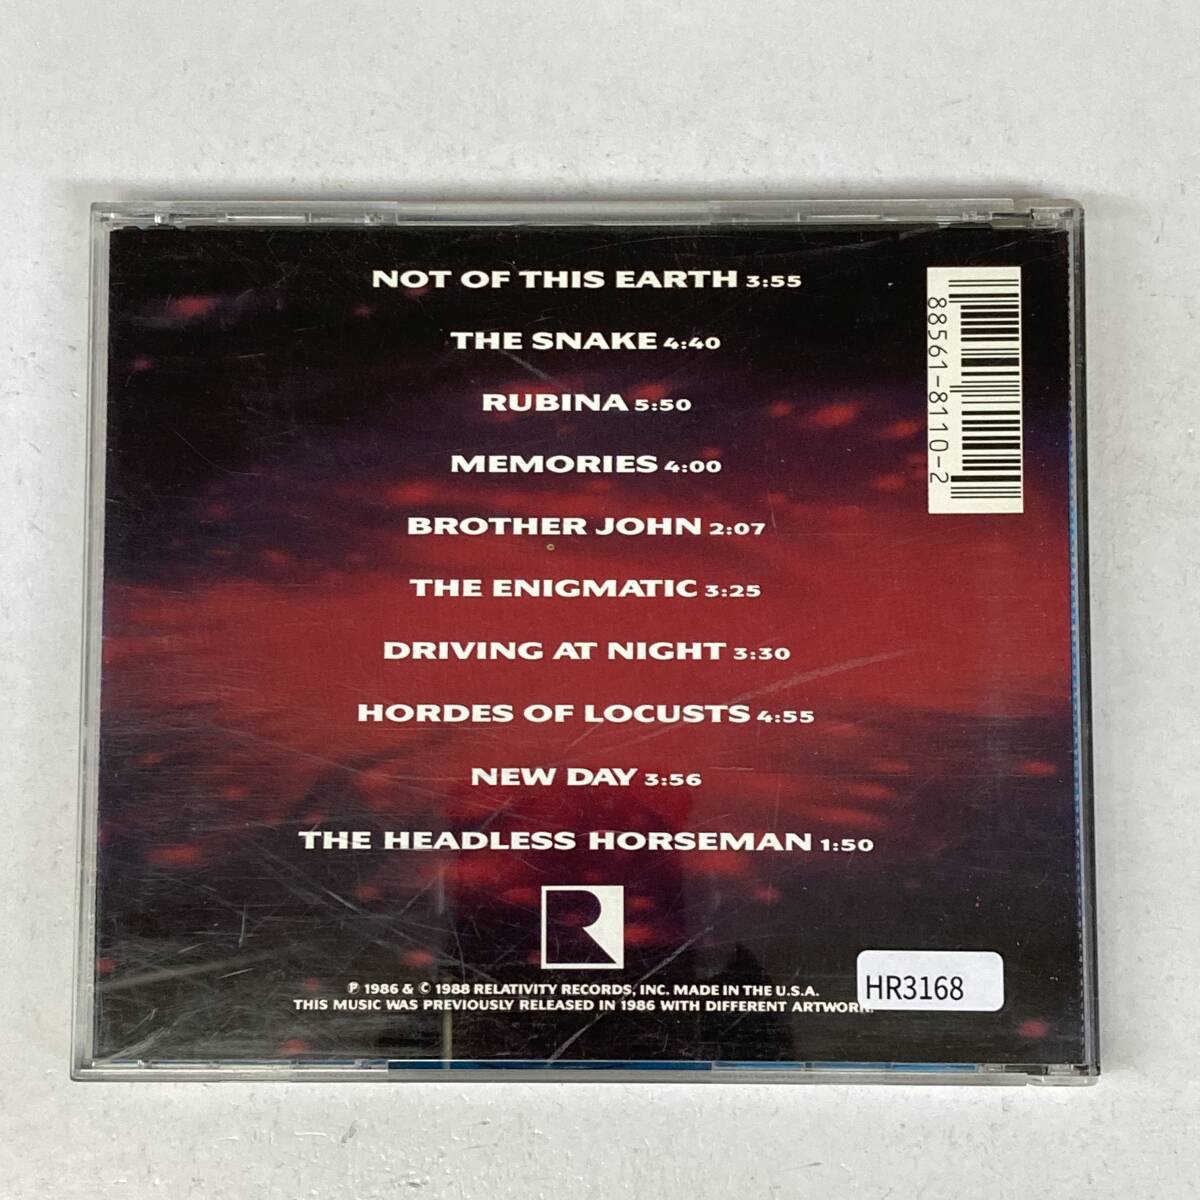 NOT OF THIS EARTH 3:55
THE SNAKE 4:40
RUBINA 5:50
MEMORIES 4:00
BROTHER JOHN 2:07
THE ENIGMATIC 3:25
DRIVING AT NIGHT 3:30
HORDES OF LOCUSTS 4:55
NEW DAY 3:56
THE HEADLESS HORSEMAN 1:50
88561-8110-2
R
℗ 1986 & © 1988 RELATIVITY RECORDS, INC. MADE IN THE U.S.A.
THIS MUSIC WAS PREVIOUSLY RELEASED IN 1986 WITH DIFFERENT ARTWORK.
HR3168